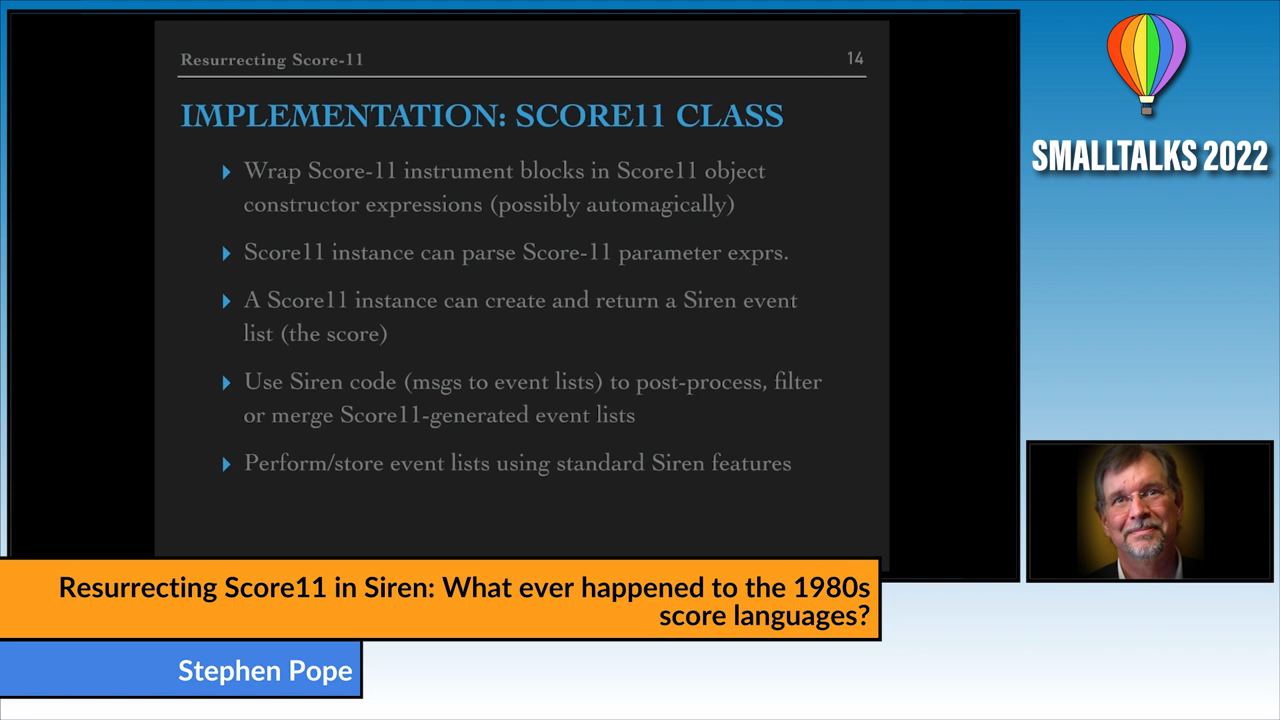 Resurrecting Score-11
14
IMPLEMENTATION: SCORE11 CLASS
Wrap Score-11 instrument blocks in Score11 object
constructor expressions (possibly automagically)
Score11 instance can parse Score-11 parameter exprs.
A Score11 instance can create and return a Siren event
list (the score)
Use Siren code (msgs to event lists) to post-process, filter
or merge Score11-generated event lists
Perform/store event lists using standard Siren features
SMALLTALKS 2022
Resurrecting Score11 in Siren: What ever happened to the 1980s
score languages?
Stephen Pope